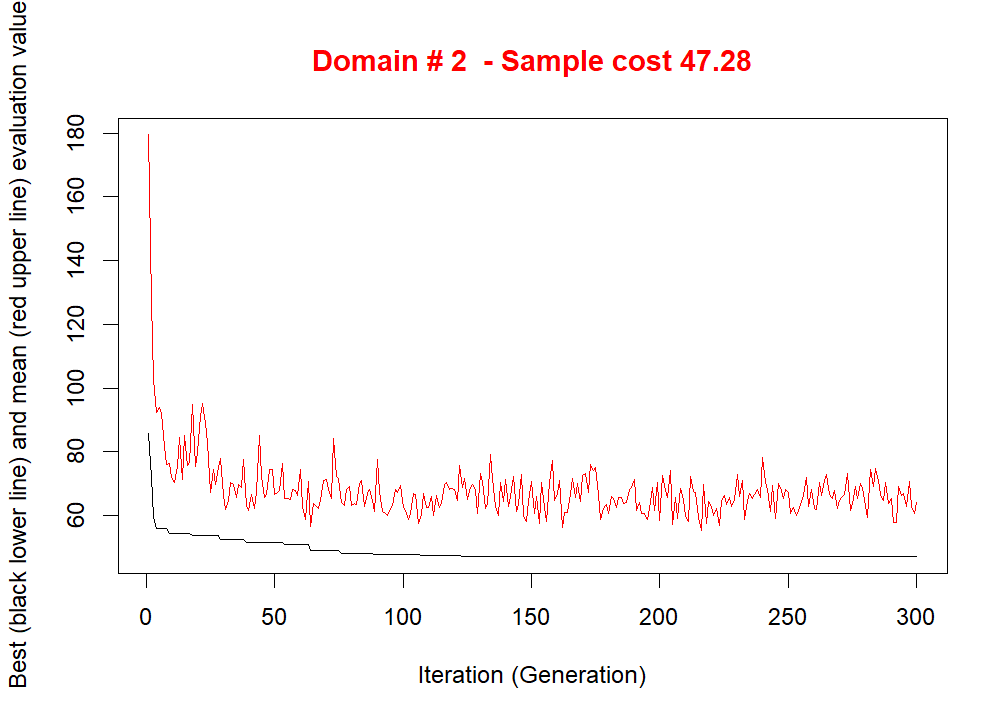 Domain # 2  - Sample cost 47.28
Best (black lower line) and mean (red upper line) evaluation value
180
160
140
120
100
80
60
0 50 100 150 200 250 300
Iteration (Generation)